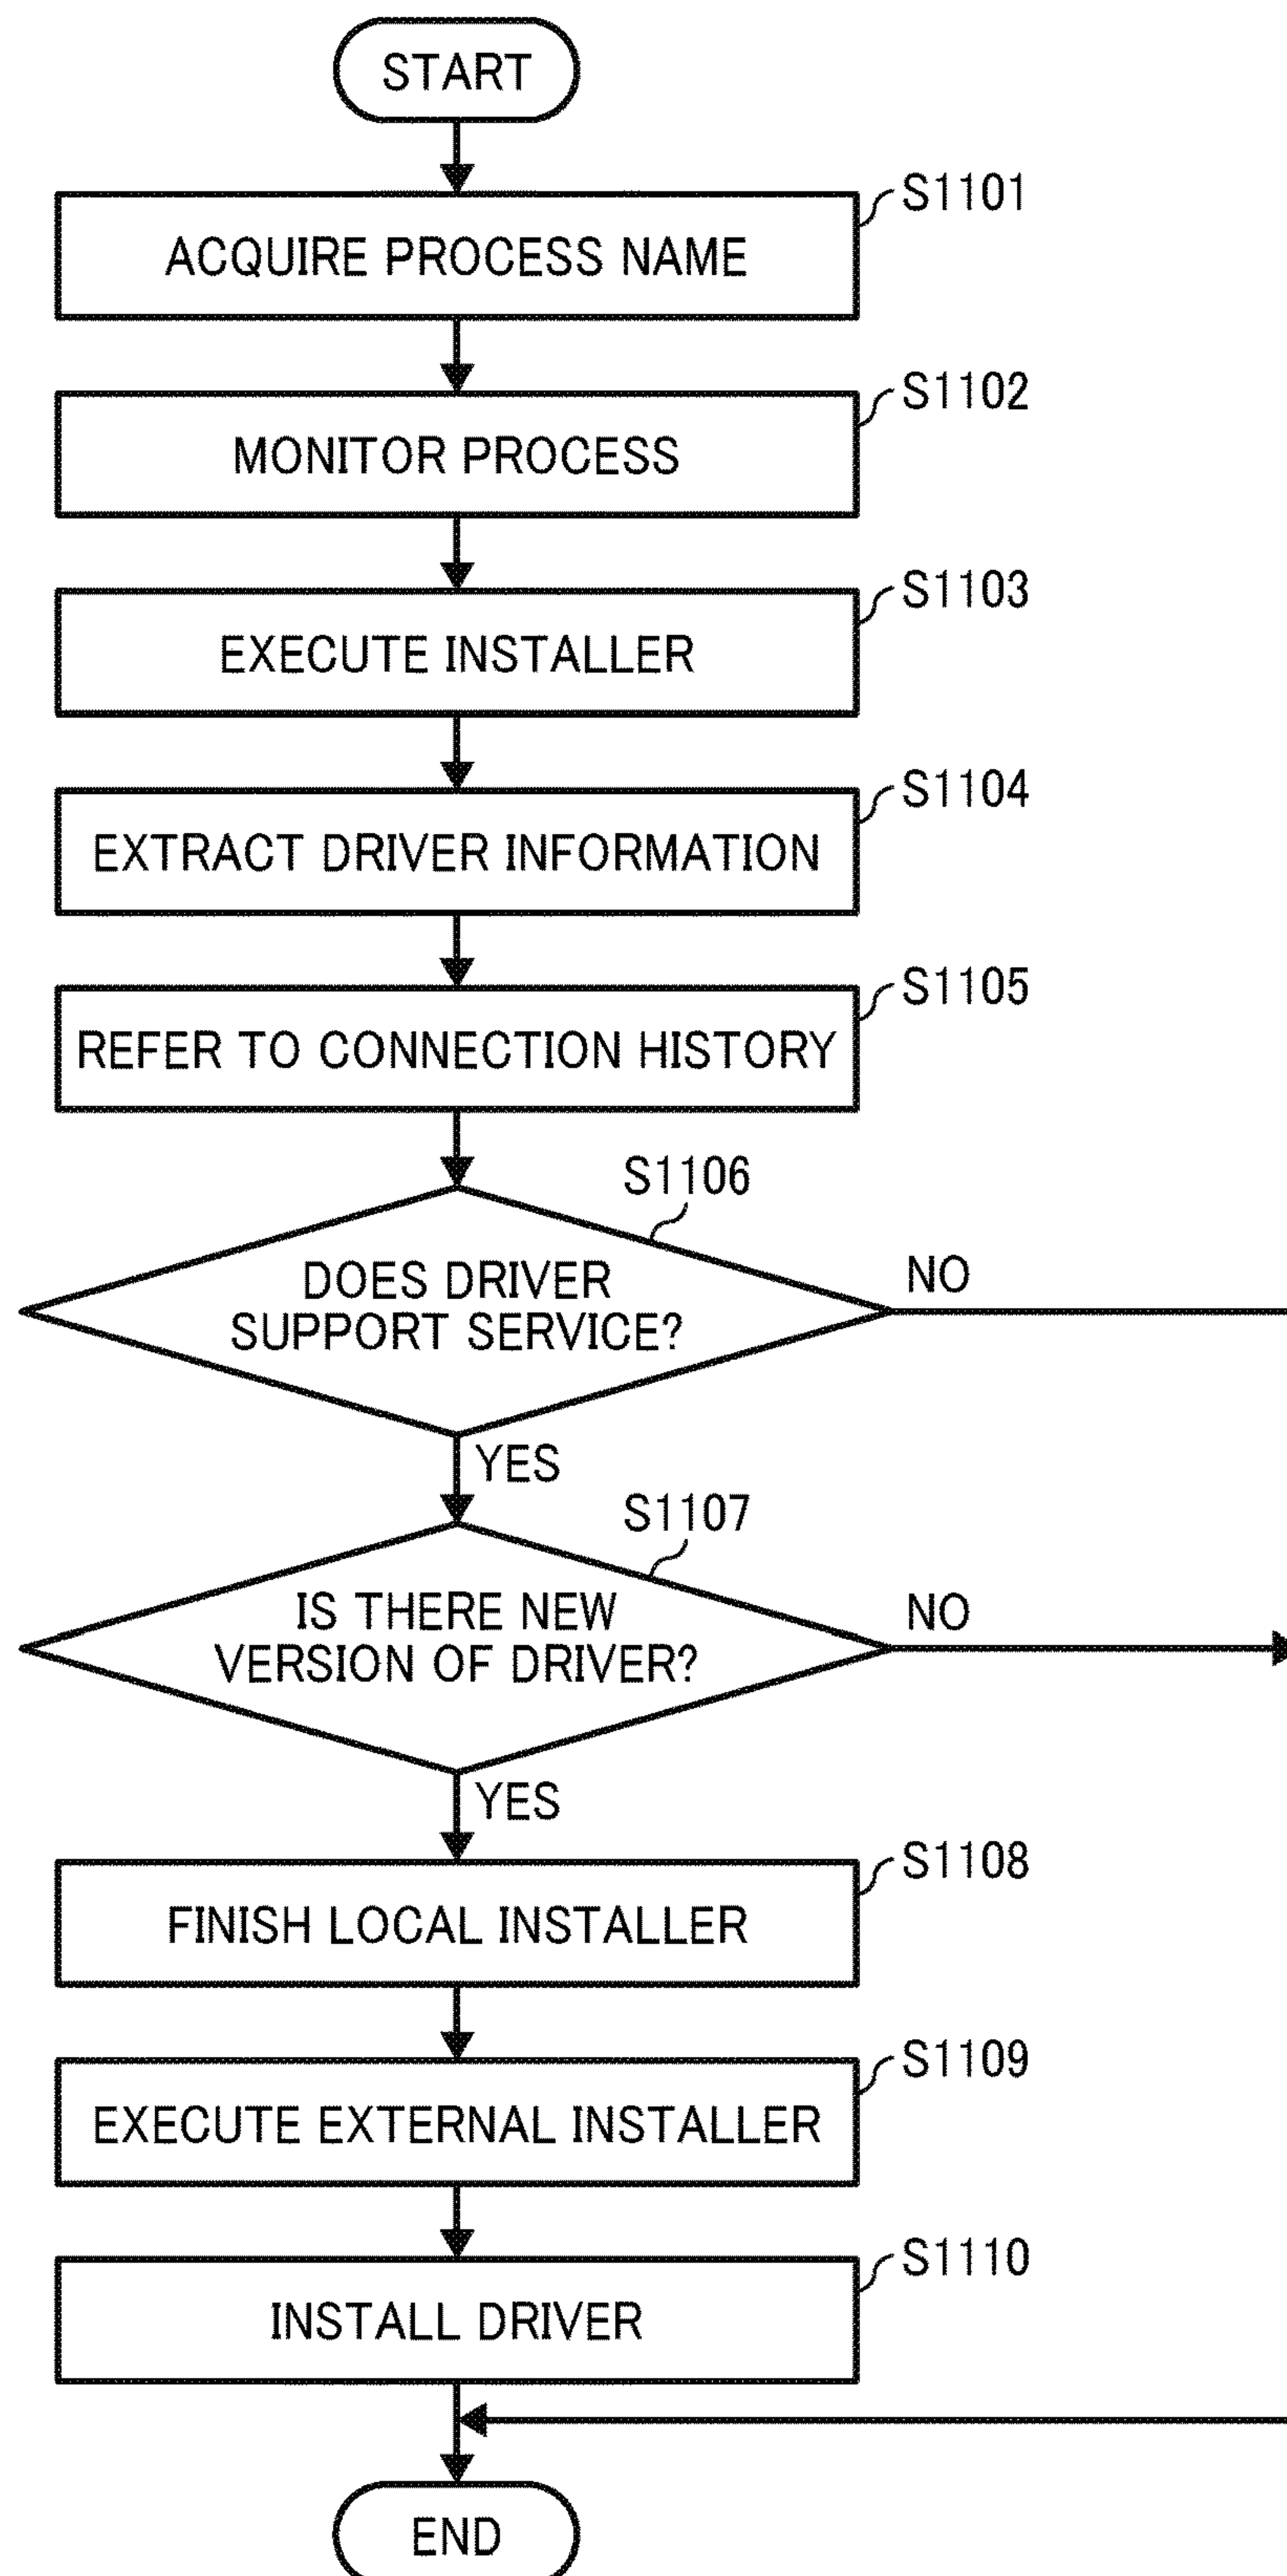 START
S1101
ACQUIRE PROCESS NAME
S1102
MONITOR PROCESS
S1103
EXECUTE INSTALLER
S1104
EXTRACT DRIVER INFORMATION
S1105
REFER TO CONNECTION HISTORY
S1106
DOES DRIVER
SUPPORT SERVICE?
NO
YES
S1107
IS THERE NEW
VERSION OF DRIVER?
NO
YES
S1108
FINISH LOCAL INSTALLER
S1109
EXECUTE EXTERNAL INSTALLER
S1110
INSTALL DRIVER
END